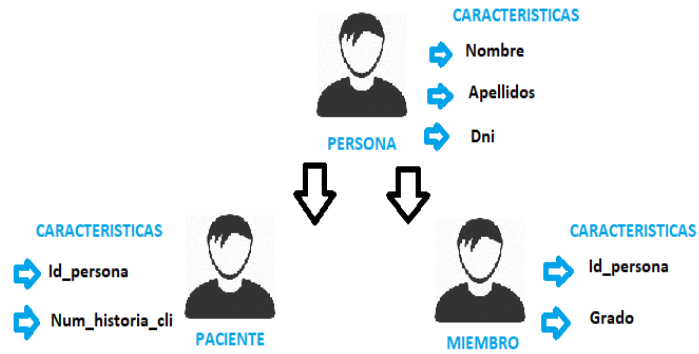 CARACTERISTICAS
Nombre
Apellidos
Dni
PERSONA
CARACTERISTICAS
Id_persona
Num_historia_cli
PACIENTE
CARACTERISTICAS
Id_persona
Grado
MIEMBRO